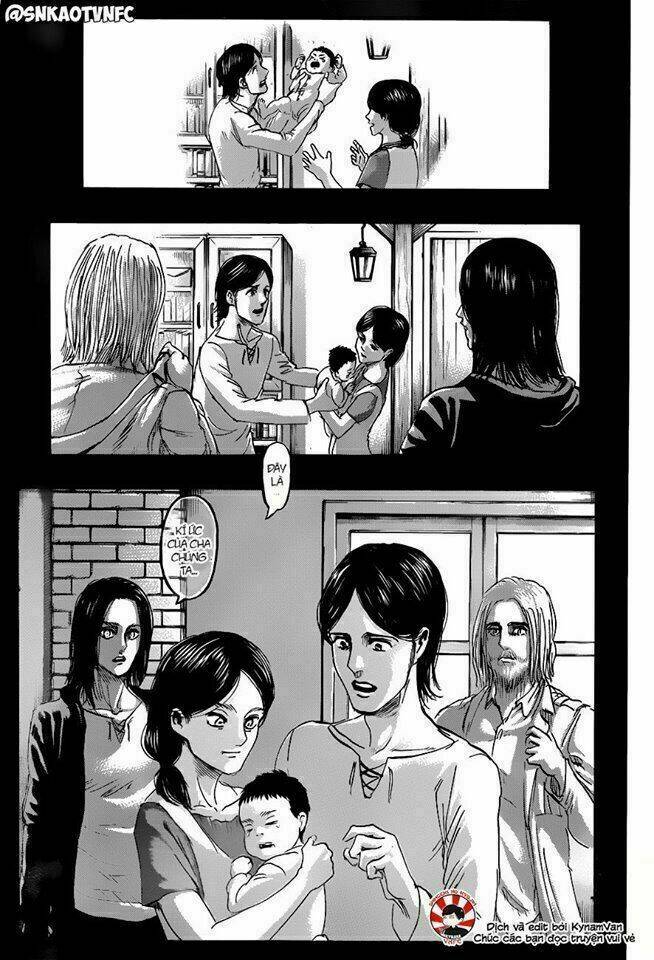 @SNKAOTVNFC
ĐÂY
LÀ
KÍ ỨC
CỦA CHA
CHÚNG
TA...
VNFC
Dịch và edit bởi KynamVan
Chúc các bạn đọc truyện vui vẻ